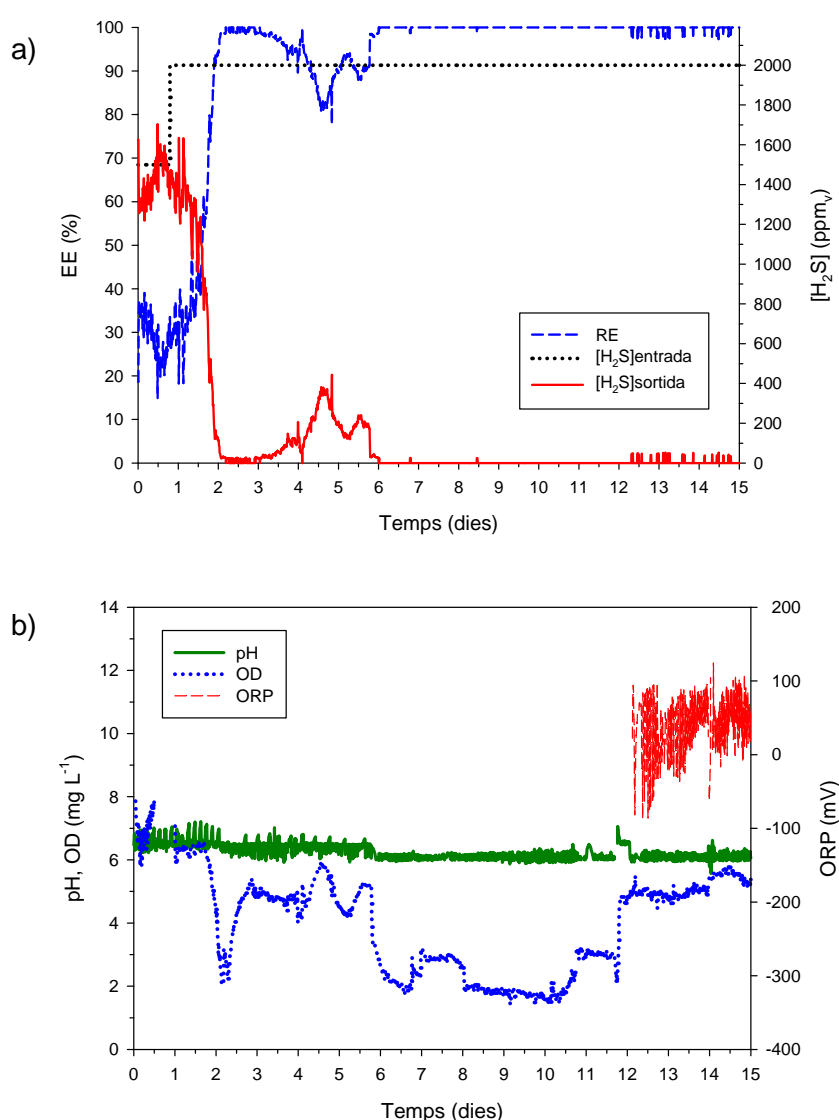 a)
EE (%)
100
90
80
70
60
50
40
30
20
10
0
2000
1800
1600
1400
1200
1000
800
600
400
200
0
[H₂S] (ppmᵥ)
RE
[H₂S]entrada
[H₂S]sortida
0 1 2 3 4 5 6 7 8 9 10 11 12 13 14 15
Temps (dies)
b)
pH, OD (mg L⁻¹)
14
12
10
8
6
4
2
0
pH
OD
ORP
200
100
0
-100
-200
-300
-400
ORP (mV)
0 1 2 3 4 5 6 7 8 9 10 11 12 13 14 15
Temps (dies)